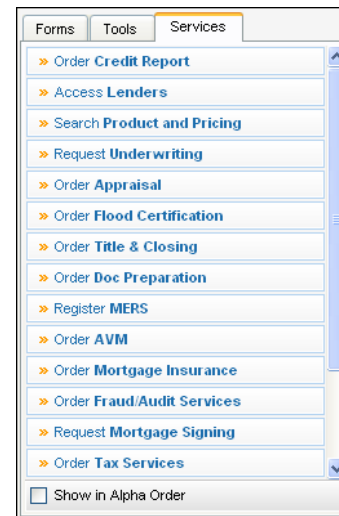 Forms Tools Services
» Order Credit Report
» Access Lenders
» Search Product and Pricing
» Request Underwriting
» Order Appraisal
» Order Flood Certification
» Order Title & Closing
» Order Doc Preparation
» Register MERS
» Order AVM
» Order Mortgage Insurance
» Order Fraud/Audit Services
» Request Mortgage Signing
» Order Tax Services
Show in Alpha Order